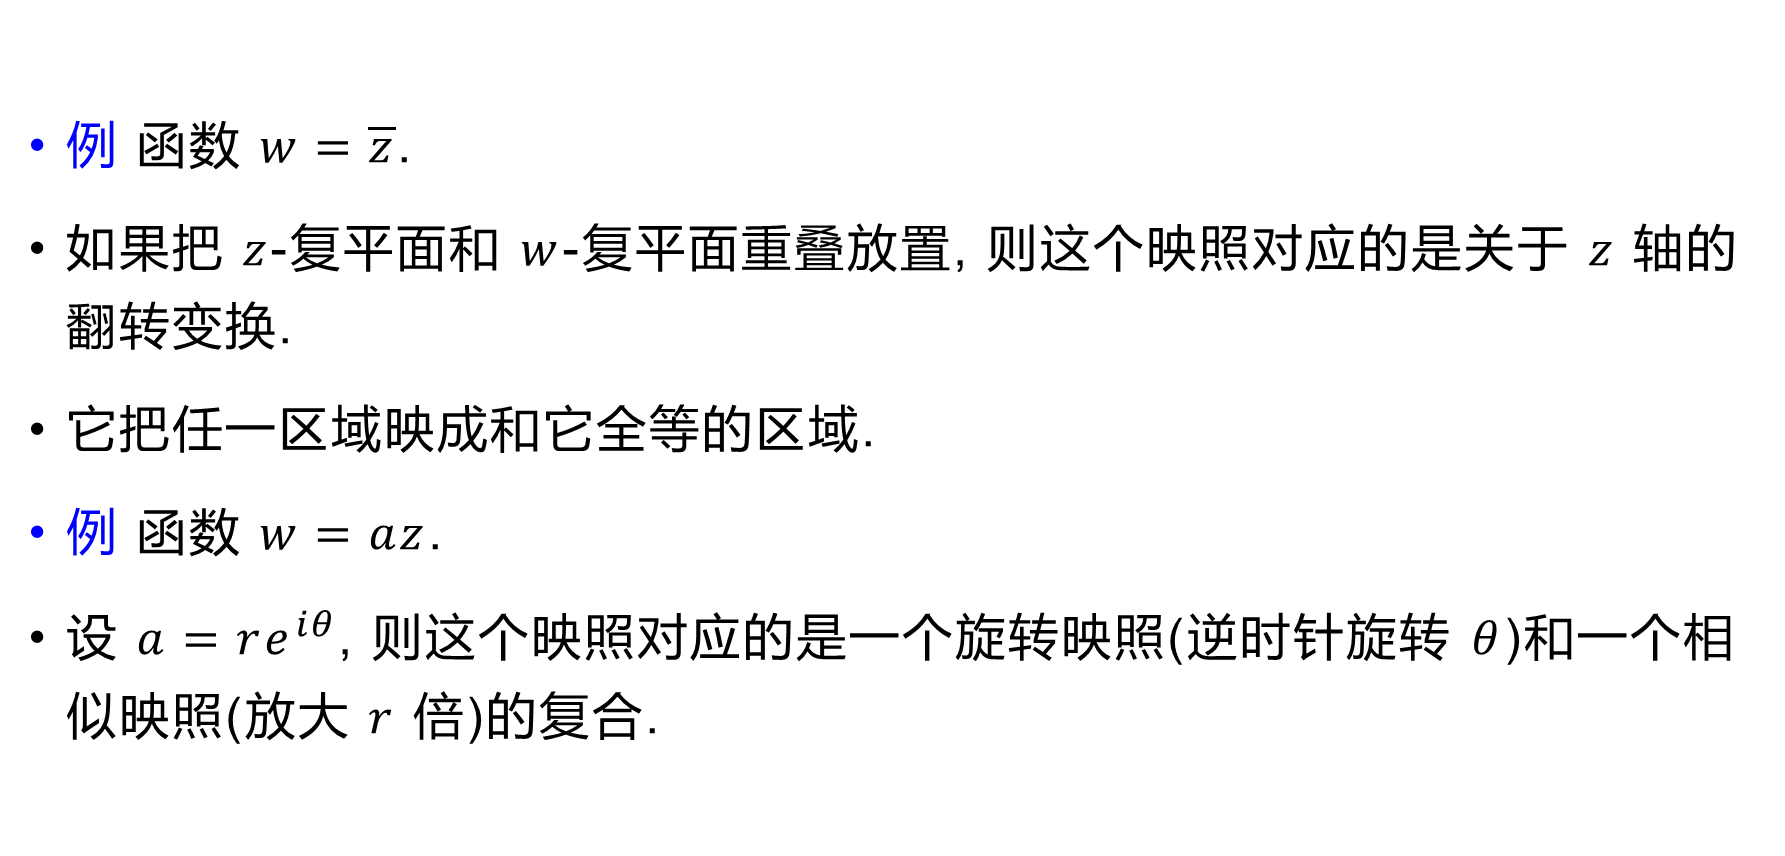 • 例 函数 w = z̅.
• 如果把 z-复平面和 w-复平面重叠放置, 则这个映照对应的是关于 z 轴的
翻转变换.
• 它把任一区域映成和它全等的区域.
• 例 函数 w = az.
• 设 a = re^{iθ}, 则这个映照对应的是一个旋转映照(逆时针旋转 θ)和一个相
似映照(放大 r 倍)的复合.